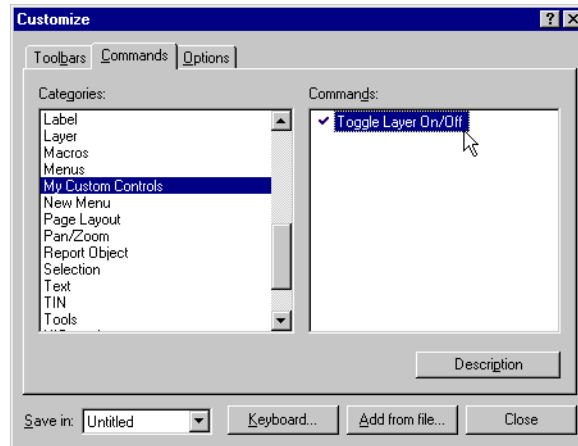 Customize
Toolbars Commands Options
Categories:
Commands:
Label
Layer
Macros
Menus
My Custom Controls
New Menu
Page Layout
Pan/Zoom
Report Object
Selection
Text
TIN
Tools
Toggle Layer On/Off
Description
Save in: Untitled Keyboard... Add from file... Close